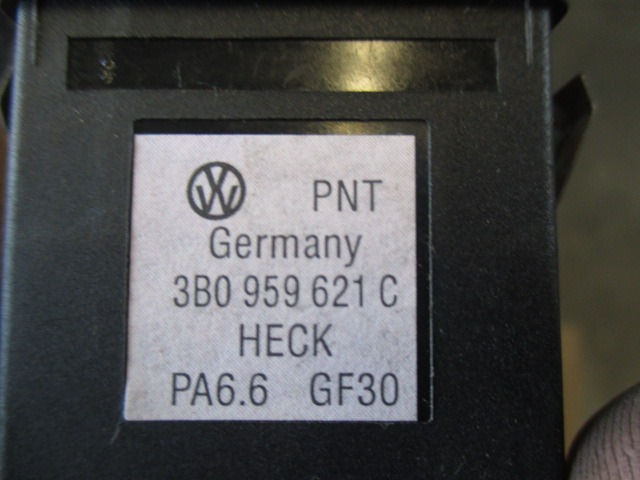 PNT
Germany
3B0 959 621 C
HECK
PA6.6 GF30